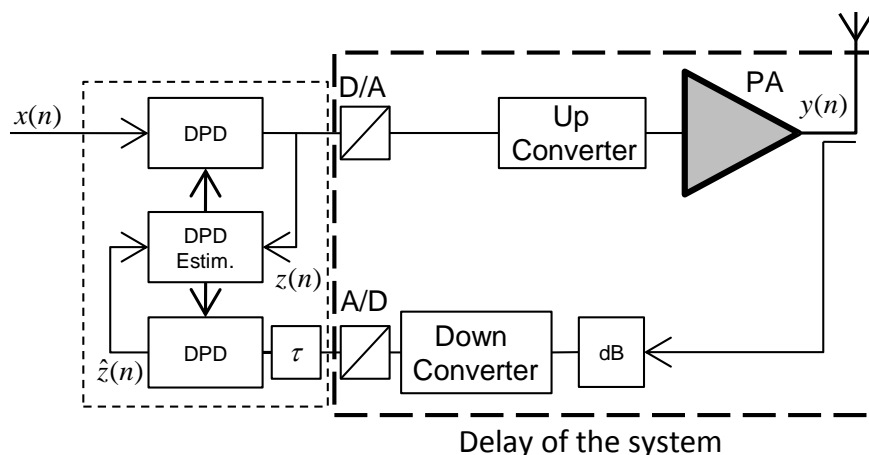 D/A
PA
x(n)
y(n)
DPD
Up
Converter
DPD
Estim.
z(n)
A/D
Down
Converter
dB
DPD
τ
ẑ(n)
Delay of the system